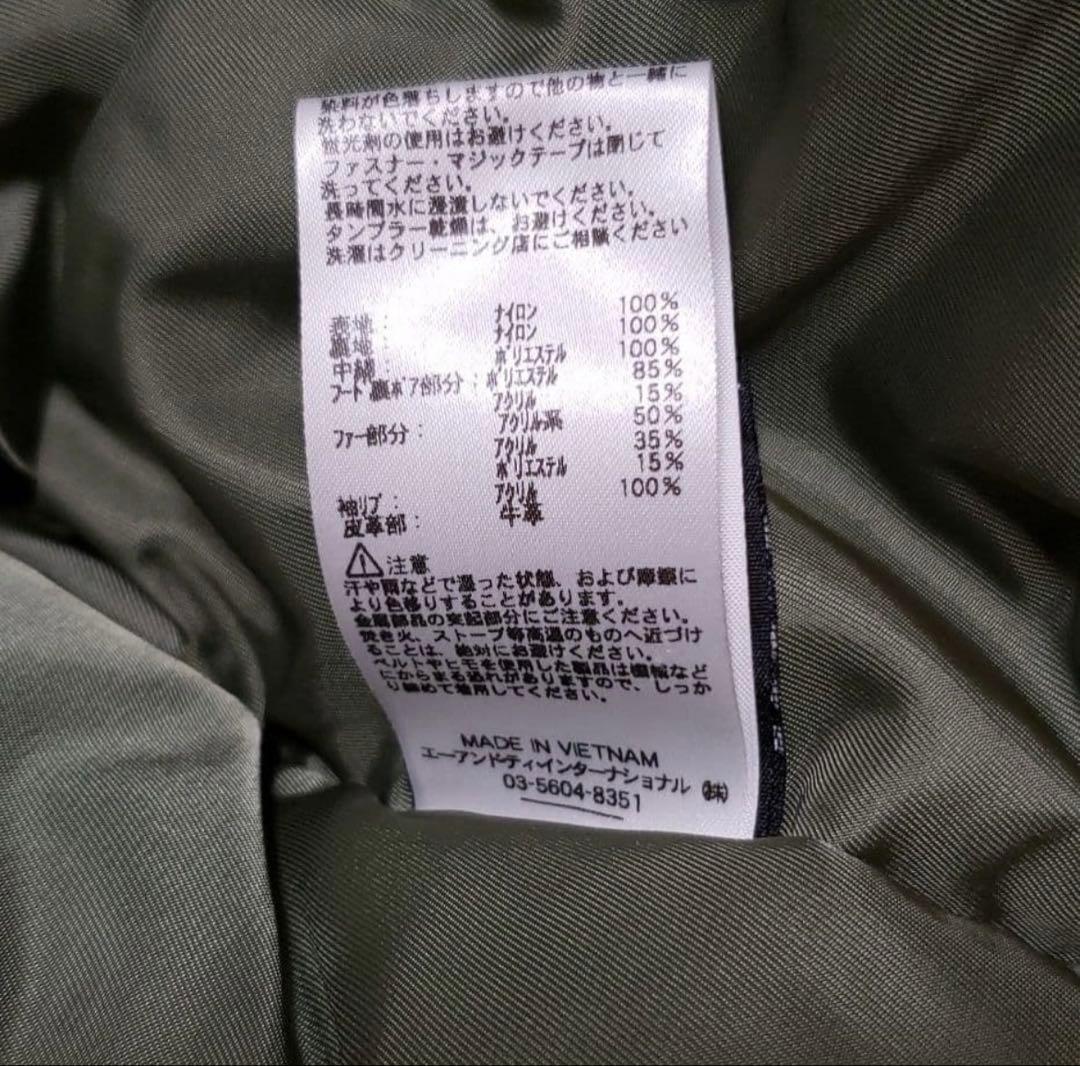 染料が色落ちしますので他の物と一緒に
洗わないでください。
蛍光剤の使用はお避けください。
ファスナー・マジックテープは閉じて
洗ってください。
長時間水に浸漬しないでください。
タンブラー乾燥は、お避けください。
洗濯はクリーニング店にご相談ください
表地: ナイロン 100%
裏地: ナイロン 100%
中綿: ポリエステル 100%
フード裏ボア部分: ポリエステル 85%
アクリル 15%
ファー部分: アクリル系 50%
アクリル 35%
ポリエステル 15%
袖リブ: アクリル 100%
皮革部: 牛革
⚠注意
汗や雨などで湿った状態、および摩擦に
より色移りすることがあります。
金属部品の突起部分にご注意ください。
焚き火、ストーブ等高温のものへ近づけ
ることは、絶対にお避けください。
ベルトやヒモを使用した製品は機械など
にからまる恐れがありますので、しっか
り締めて着用してください。
MADE IN VIETNAM
エーアンドティインターナショナル㈱
03-5604-8351